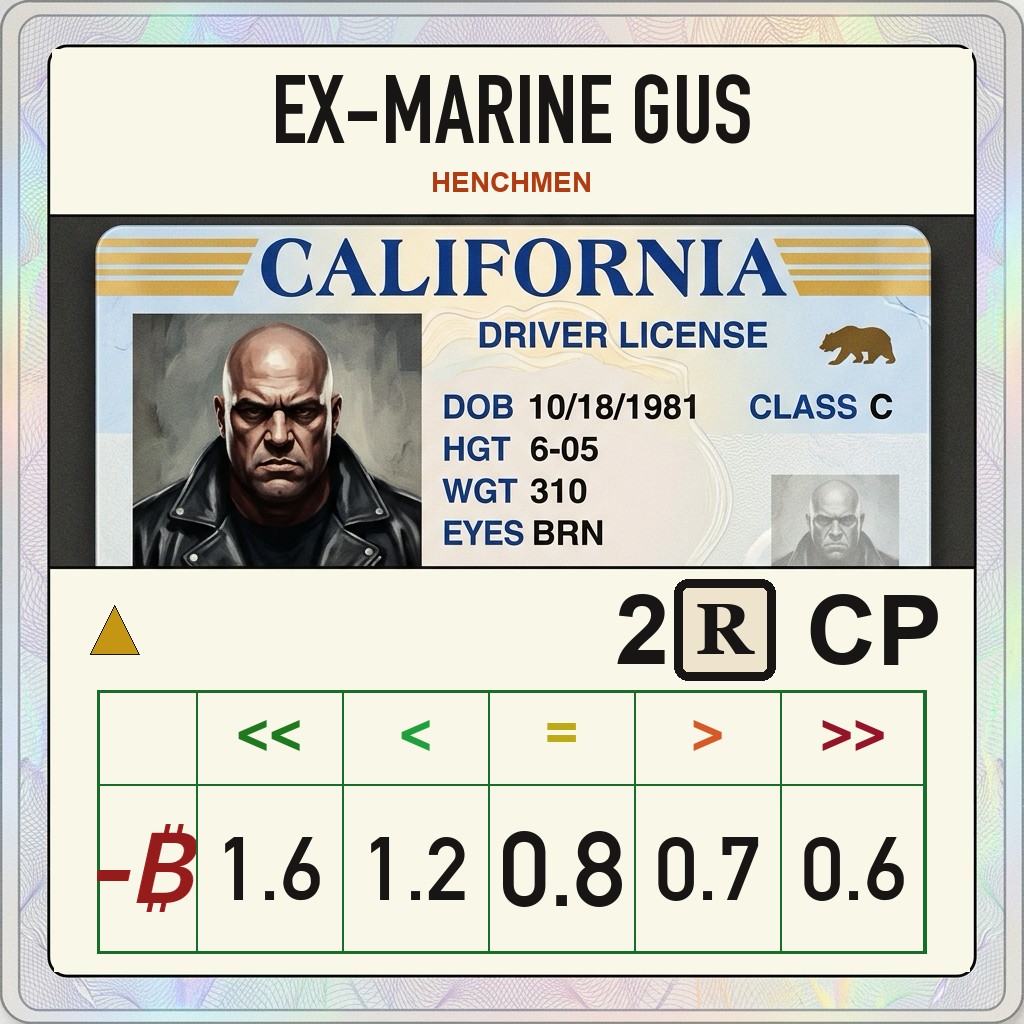 EX-MARINE GUS
HENCHMEN
CALIFORNIA
DRIVER LICENSE
DOB 10/18/1981 CLASS C
HGT 6-05
WGT 310
EYES BRN
2 R CP
<< < = > >>
-₿ 1.6 1.2 0.8 0.7 0.6